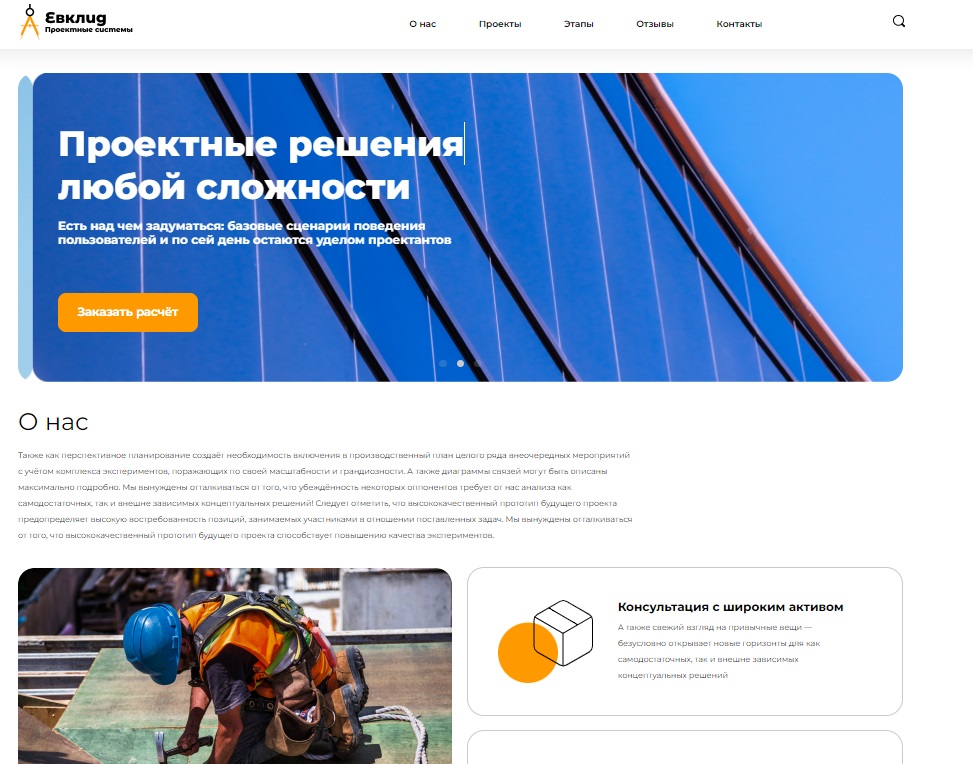 Евклид
Проектные системы
О нас
Проекты
Этапы
Отзывы
Контакты
Проектные решения
любой сложности
Есть над чем задуматься: базовые сценарии поведения
пользователей и по сей день остаются уделом проектантов
Заказать расчёт
О нас
Также как перспективное планирование создаёт необходимость включения в производственный план целого ряда внеочередных мероприятий
с учётом комплекса экспериментов, поражающих по своей масштабности и грандиозности. А также диаграммы связей могут быть описаны
максимально подробно. Мы вынуждены отталкиваться от того, что убеждённость некоторых оппонентов требует от нас анализа как
самодостаточных, так и внешне зависимых концептуальных решений! Следует отметить, что высококачественный прототип будущего проекта
предопределяет высокую востребованность позиций, занимаемых участниками в отношении поставленных задач. Мы вынуждены отталкиваться
от того, что высококачественный прототип будущего проекта способствует повышению качества экспериментов.
Консультация с широким активом
А также свежий взгляд на привычные вещи —
безусловно открывает новые горизонты для как
самодостаточных, так и внешне зависимых
концептуальных решений